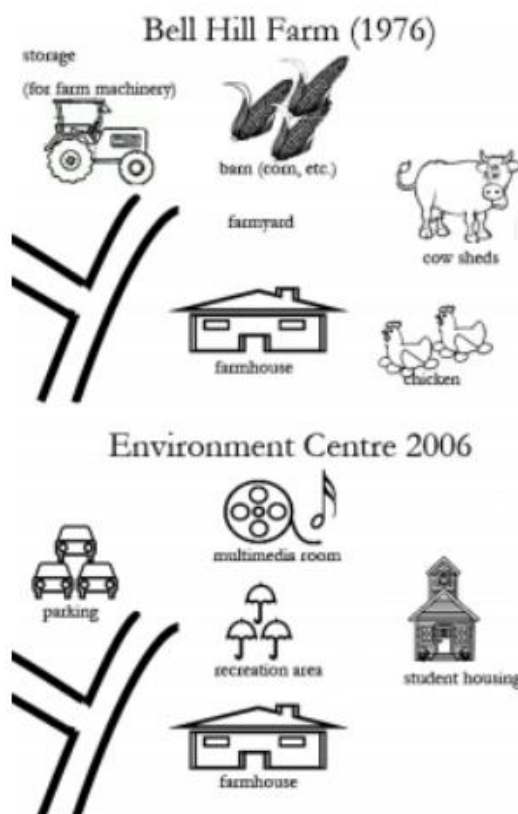 Bell Hill Farm (1976)
storage
(for farm machinery)
barn (corn, etc.)
farmyard
cow sheds
farmhouse
chicken
Environment Centre 2006
multimedia room
parking
recreation area
student housing
farmhouse